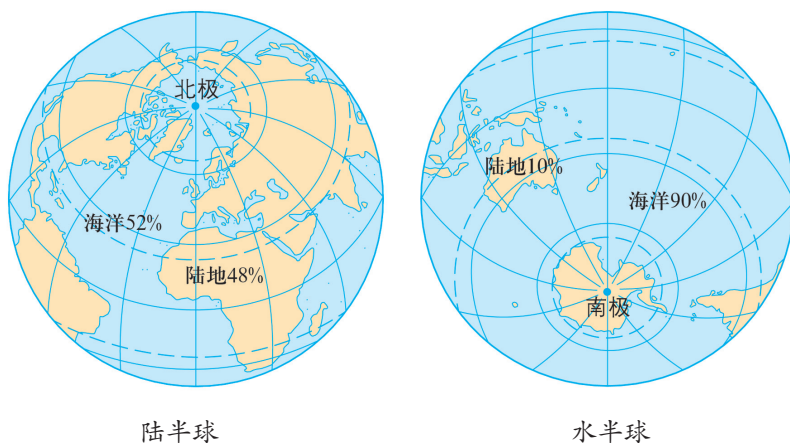 北极
海洋52%
陆地48%
陆半球
陆地10%
海洋90%
南极
水半球